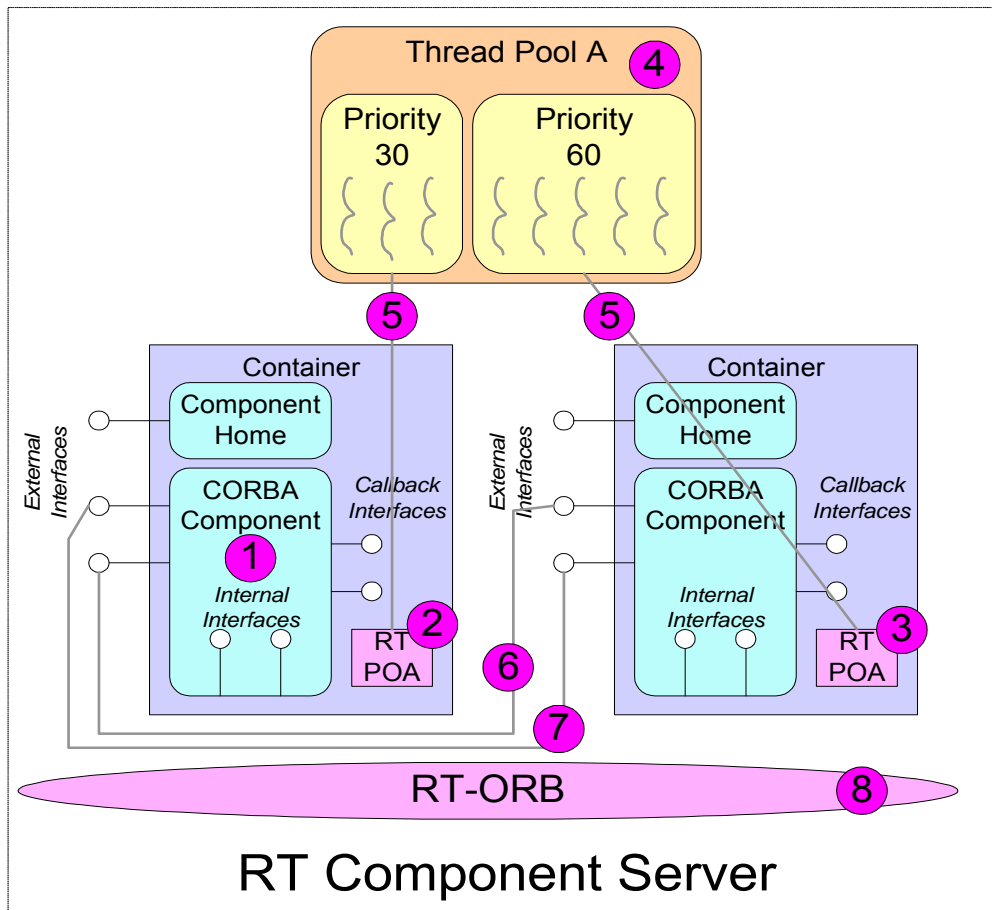 Thread Pool A
4
Priority
30
Priority
60
5
5
Container
Component
Home
External
Interfaces
CORBA
Component
1
Callback
Interfaces
Internal
Interfaces
2
RT
POA
Container
Component
Home
External
Interfaces
CORBA
Component
Callback
Interfaces
Internal
Interfaces
3
RT
POA
6
7
RT-ORB
8
RT Component Server